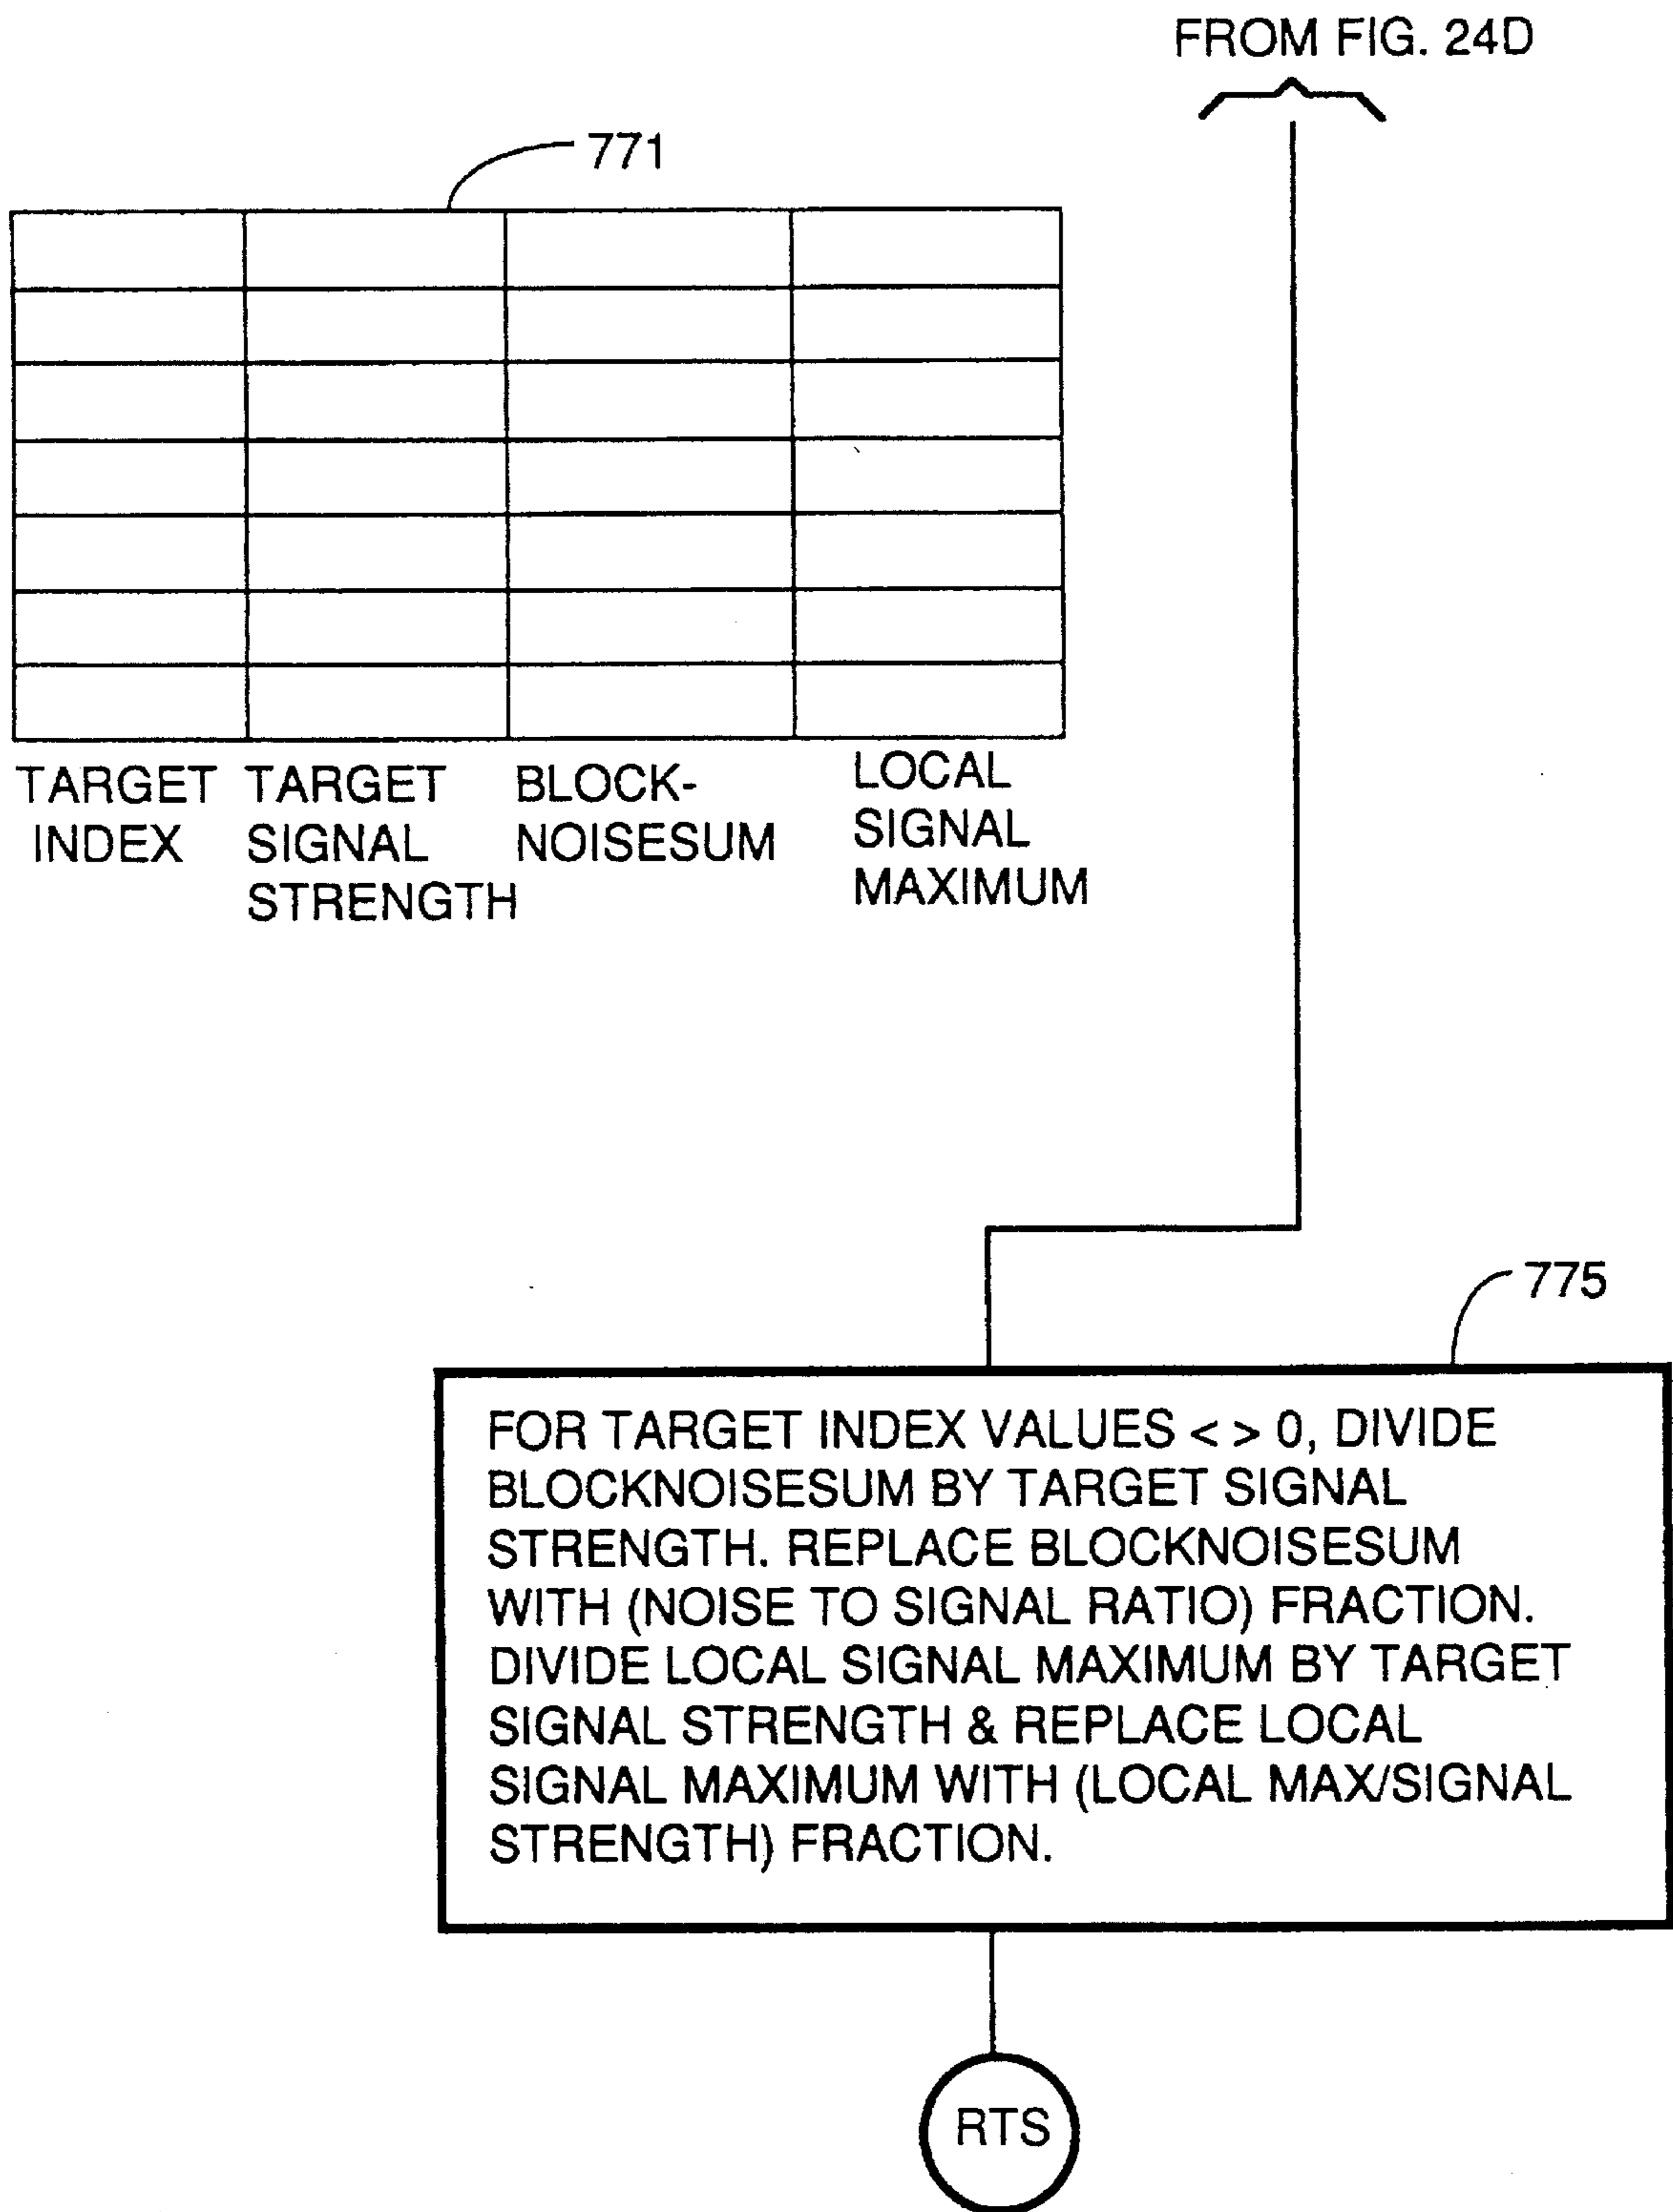 FROM FIG. 24D
771
TARGET INDEX
TARGET SIGNAL STRENGTH
BLOCK-NOISESUM
LOCAL SIGNAL MAXIMUM
775
FOR TARGET INDEX VALUES < > 0, DIVIDE
BLOCKNOISESUM BY TARGET SIGNAL
STRENGTH. REPLACE BLOCKNOISESUM
WITH (NOISE TO SIGNAL RATIO) FRACTION.
DIVIDE LOCAL SIGNAL MAXIMUM BY TARGET
SIGNAL STRENGTH & REPLACE LOCAL
SIGNAL MAXIMUM WITH (LOCAL MAX/SIGNAL
STRENGTH) FRACTION.
RTS